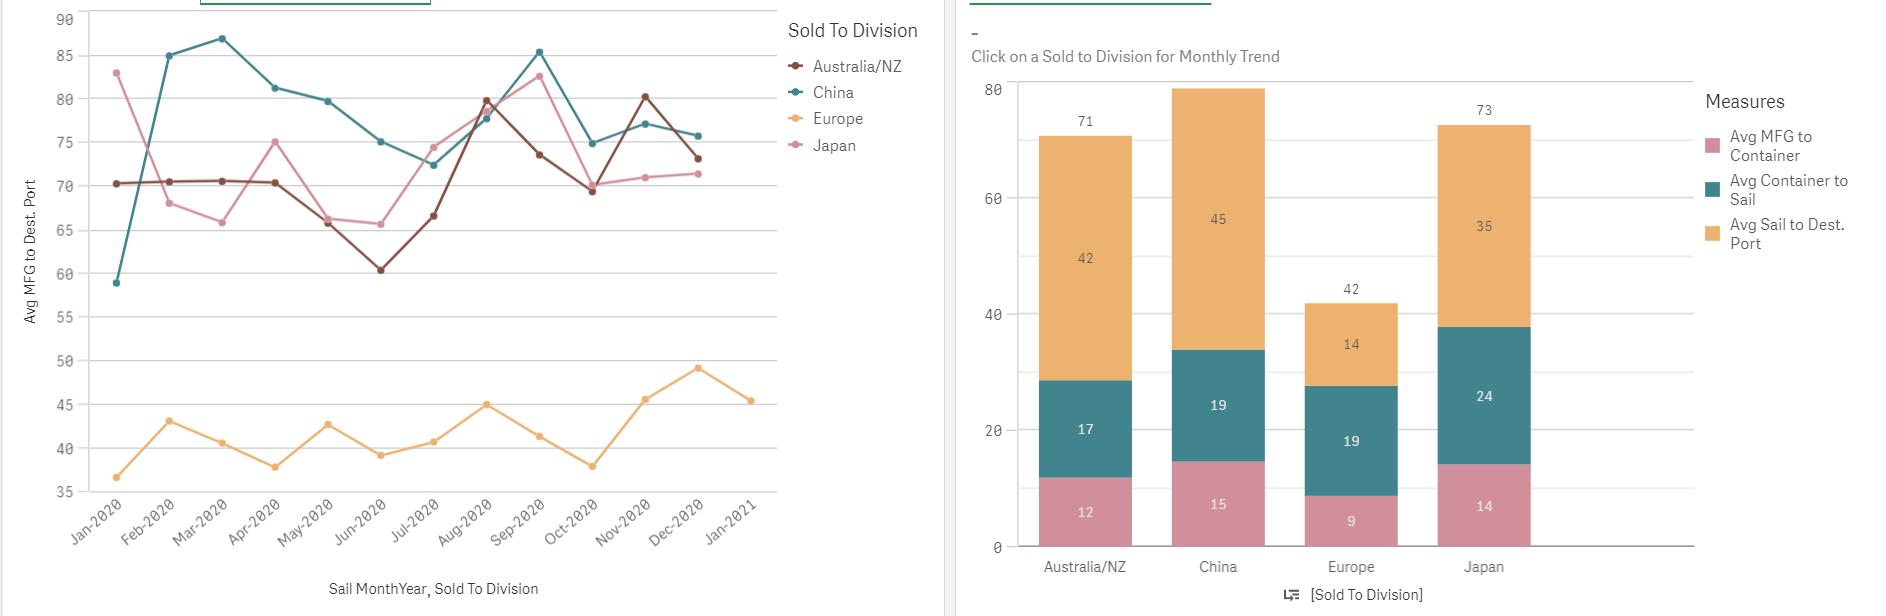 90
85
80
75
70
65
60
55
50
45
40
35
Avg MFG to Dest. Port
Jan-2020
Feb-2020
Mar-2020
Apr-2020
May-2020
Jun-2020
Jul-2020
Aug-2020
Sep-2020
Oct-2020
Nov-2020
Dec-2020
Jan-2021
Sail MonthYear, Sold To Division
Sold To Division
Australia/NZ
China
Europe
Japan
-
Click on a Sold to Division for Monthly Trend
80
60
40
20
0
71
42
17
12
45
19
15
42
14
19
9
73
35
24
14
Australia/NZ
China
Europe
Japan
[Sold To Division]
Measures
Avg MFG to
Container
Avg Container to
Sail
Avg Sail to Dest.
Port